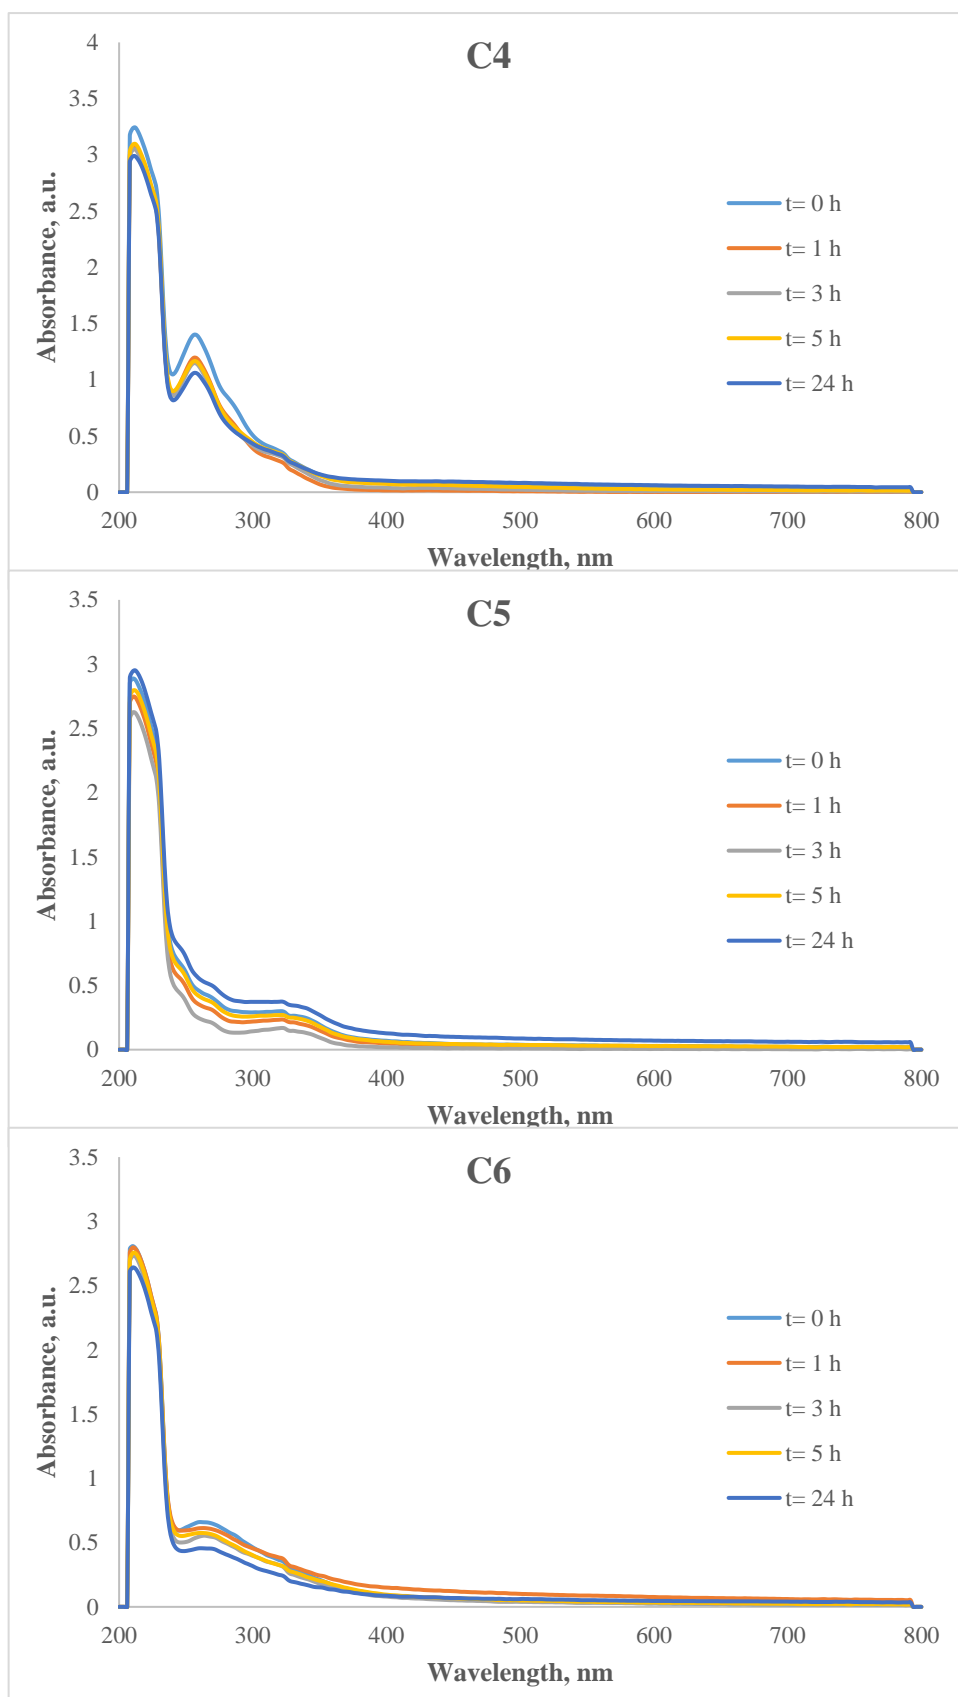 C4
4
3.5
3
2.5
2
1.5
1
0.5
0
Absorbance, a.u.
t= 0 h
t= 1 h
t= 3 h
t= 5 h
t= 24 h
200 300 400 500 600 700 800
Wavelength, nm
C5
3.5
3
2.5
2
1.5
1
0.5
0
Absorbance, a.u.
t= 0 h
t= 1 h
t= 3 h
t= 5 h
t= 24 h
200 300 400 500 600 700 800
Wavelength, nm
C6
3.5
3
2.5
2
1.5
1
0.5
0
Absorbance, a.u.
t= 0 h
t= 1 h
t= 3 h
t= 5 h
t= 24 h
200 300 400 500 600 700 800
Wavelength, nm